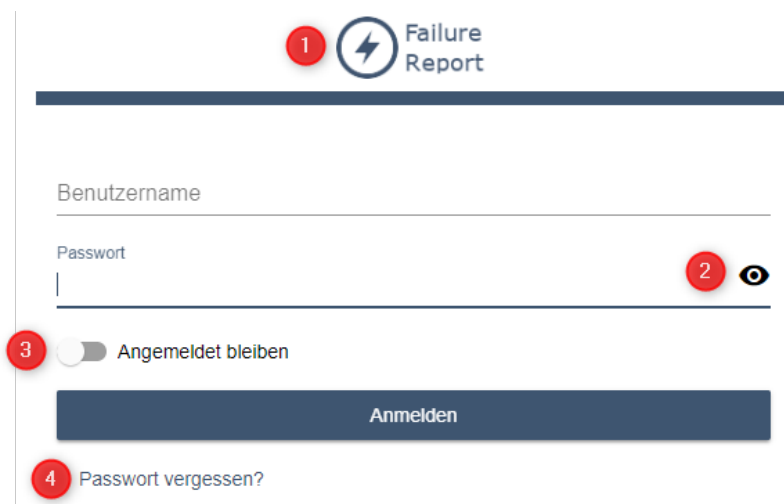 1
Failure
Report
Benutzername
Passwort
2
3 Angemeldet bleiben
Anmelden
4 Passwort vergessen?